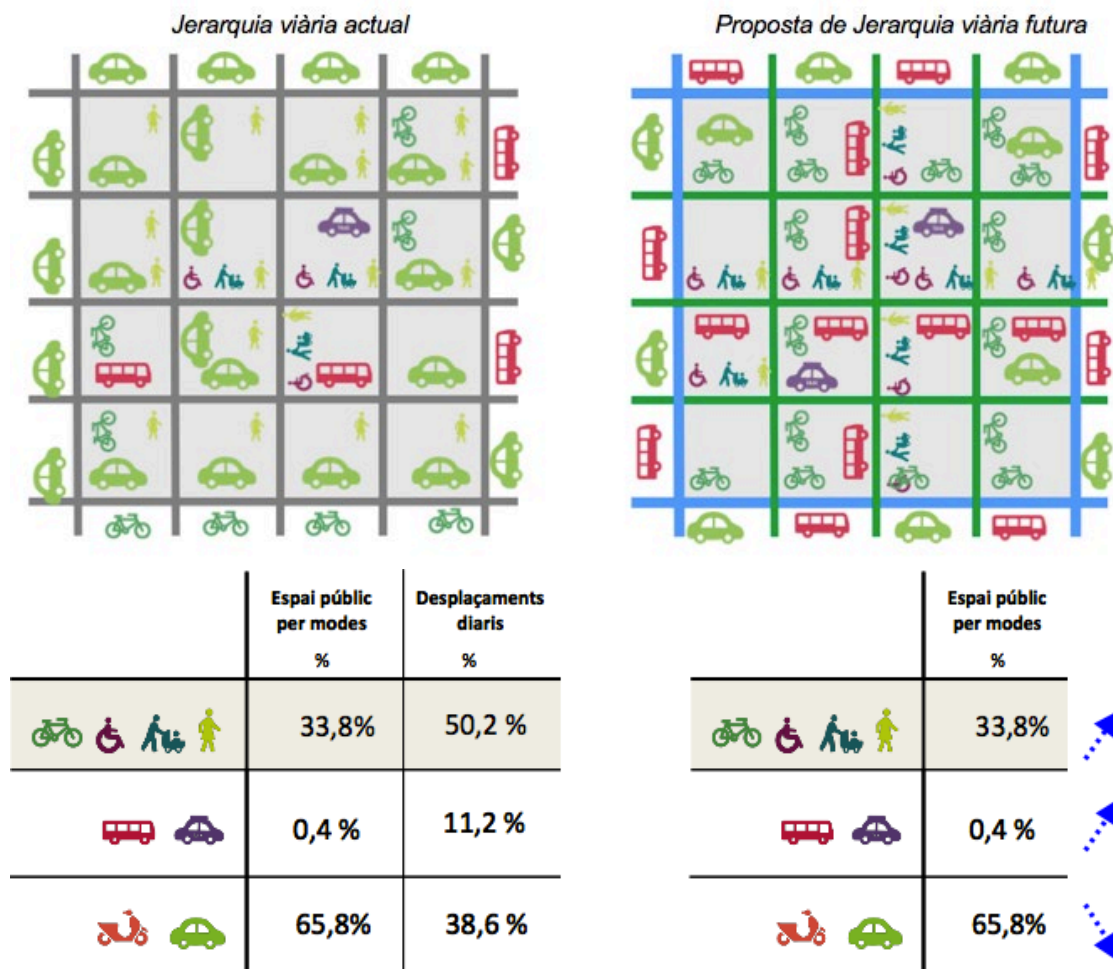 Jerarquia viària actual
Proposta de Jerarquia viària futura
Espai públic
per modes
%
Desplaçaments
diaris
%
33,8%
50,2 %
0,4 %
11,2 %
65,8%
38,6 %
Espai públic
per modes
%
33,8%
0,4 %
65,8%